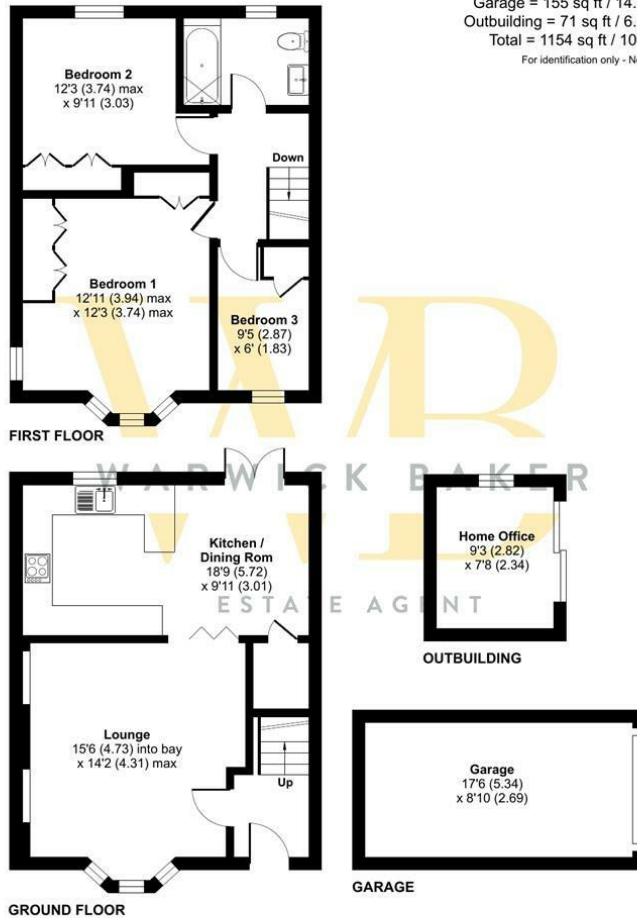 Garage = 155 sq ft / 14.
Outbuilding = 71 sq ft / 6.
Total = 1154 sq ft / 10
For identification only - No
Bedroom 2
12'3 (3.74) max
x 9'11 (3.03)
Down
Bedroom 1
12'11 (3.94) max
x 12'3 (3.74) max
Bedroom 3
9'5 (2.87)
x 6' (1.83)
FIRST FLOOR
WB
WARWICK BAKER
ESTATE AGENT
Kitchen /
Dining Rom
18'9 (5.72)
x 9'11 (3.01)
Home Office
9'3 (2.82)
x 7'8 (2.34)
OUTBUILDING
Lounge
15'6 (4.73) into bay
x 14'2 (4.31) max
Up
Garage
17'6 (5.34)
x 8'10 (2.69)
GARAGE
GROUND FLOOR